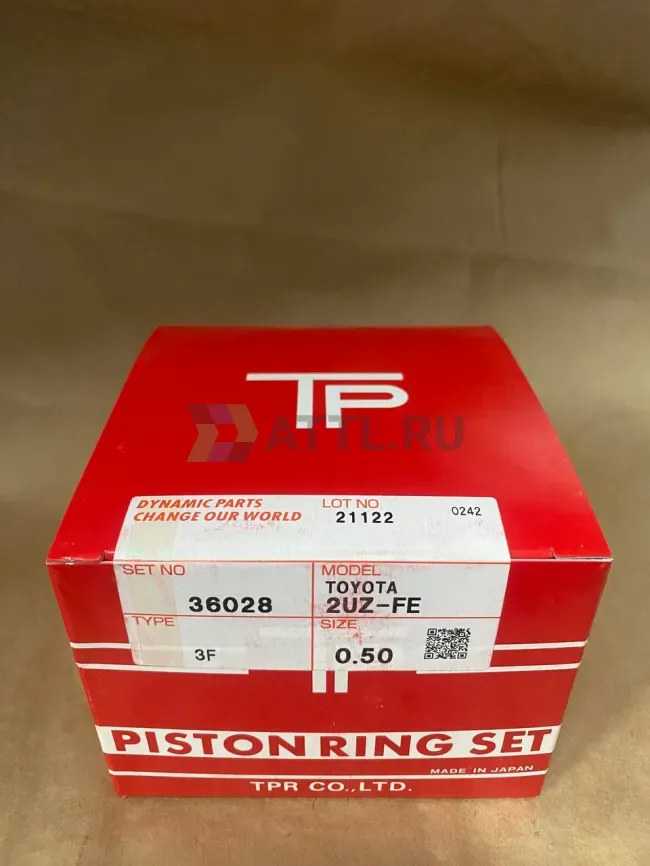 TP
ATTL.RU
DYNAMIC PARTS
CHANGE OUR WORLD
LOT NO
21122
0242
SET NO
36028
MODEL
TOYOTA
2UZ-FE
TYPE
3F
SIZE
0.50
PISTON RING SET
MADE IN JAPAN
TPR CO.,LTD.